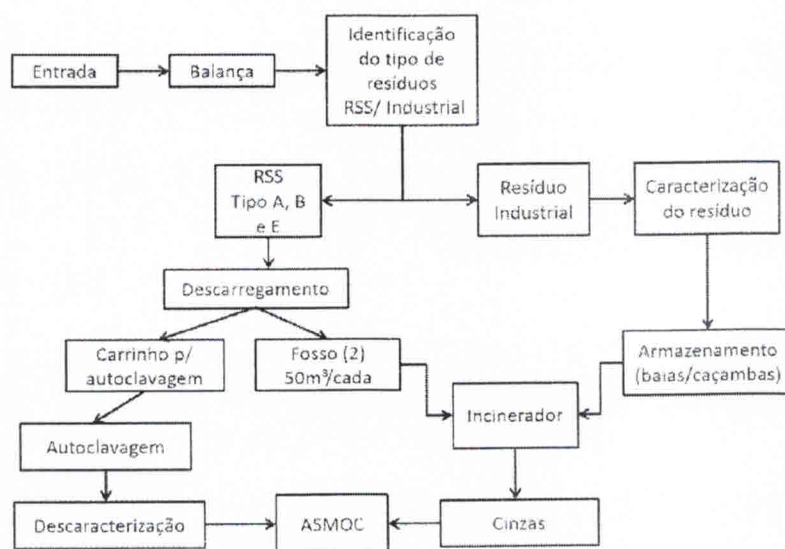 Entrada
Balança
Identificação
do tipo de
resíduos
RSS/ Industrial
RSS
Tipo A, B
e E
Resíduo
Industrial
Caracterização
do resíduo
Descarregamento
Carrinho p/
autoclavagem
Fosso (2)
50m³/cada
Armazenamento
(baias/caçambas)
Incinerador
Autoclavagem
Descaracterização
ASMOC
Cinzas